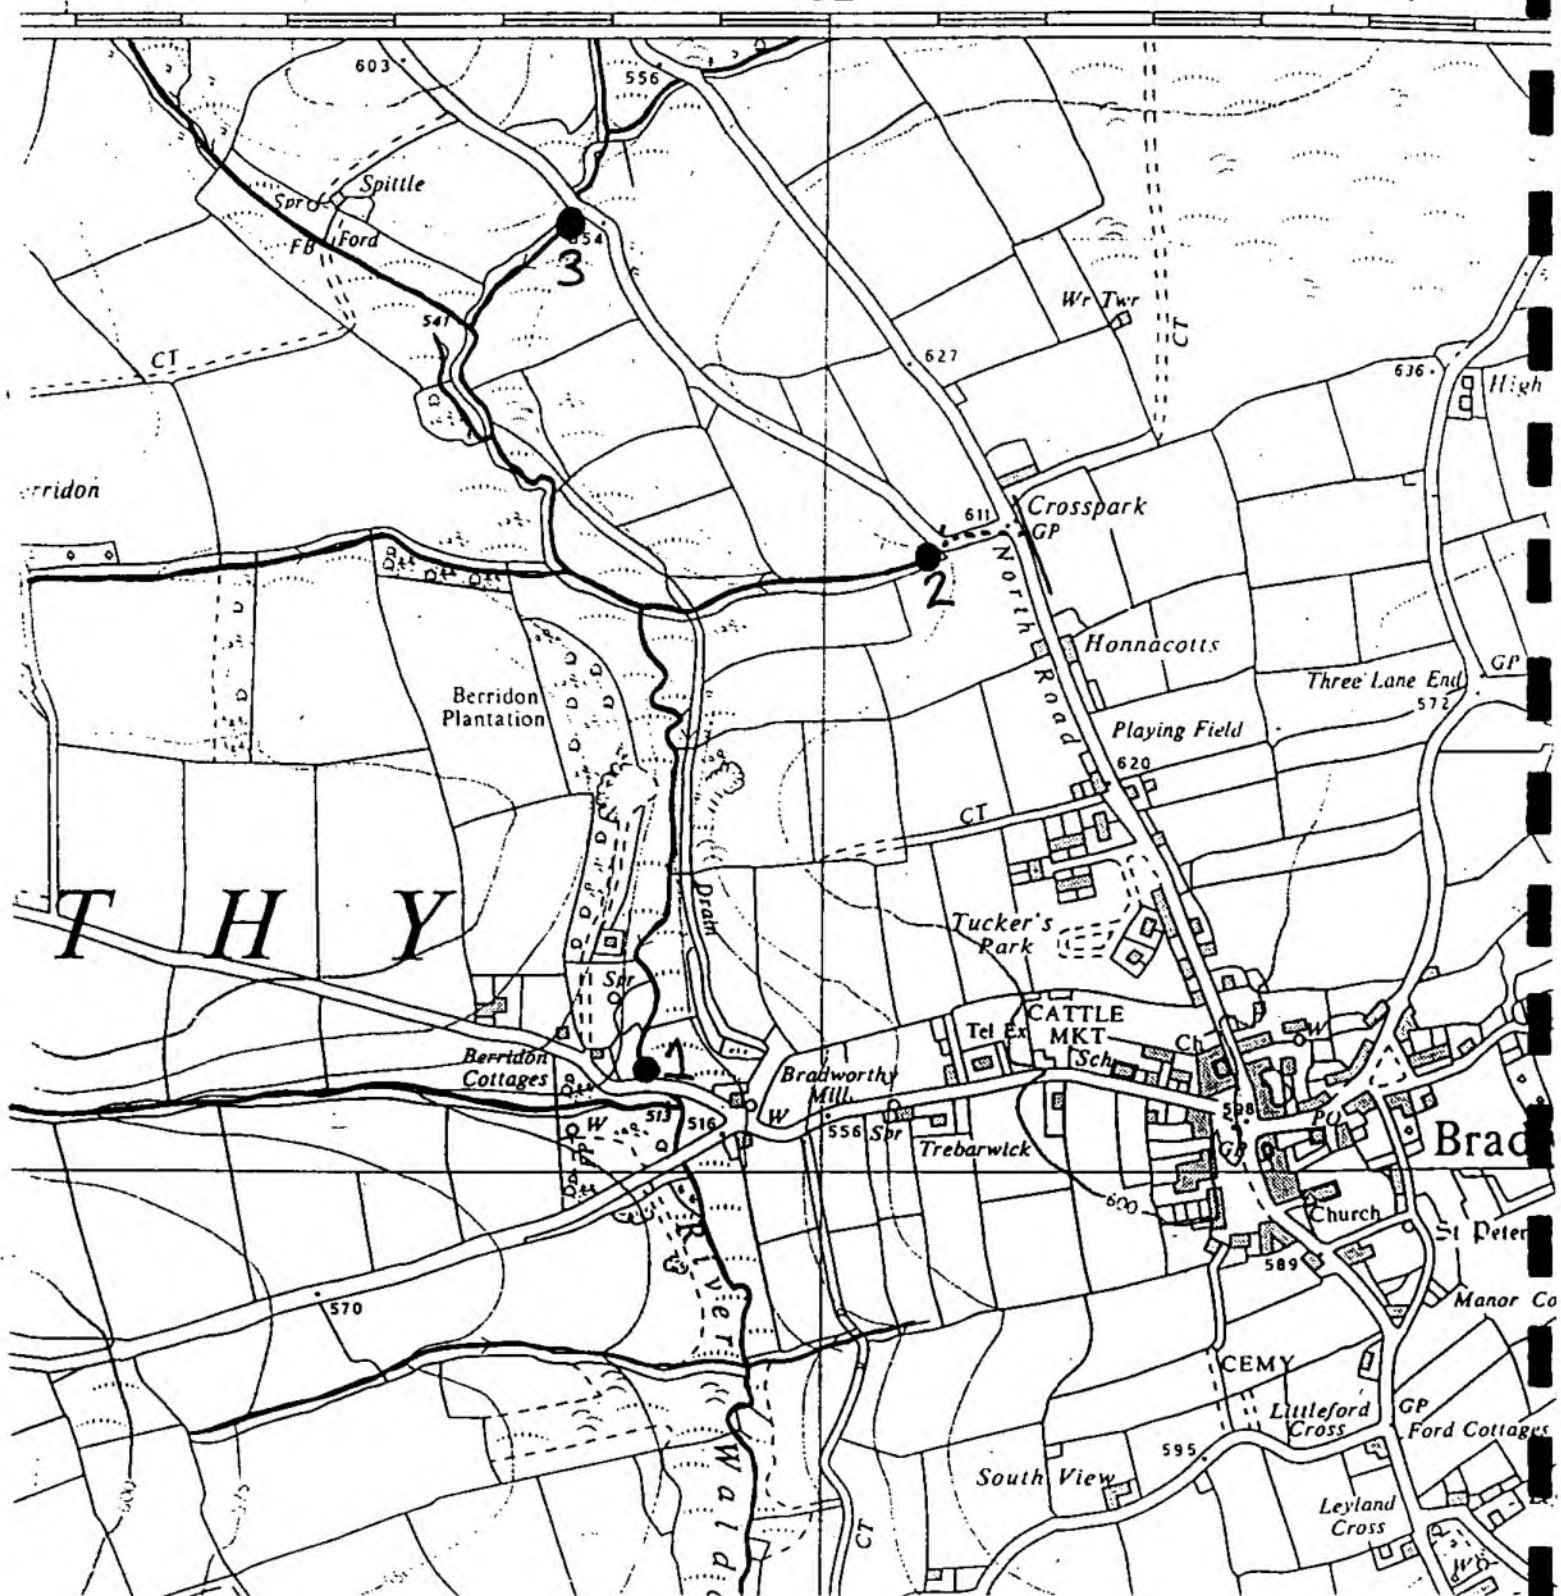 603
556
Spittle
Spr
FB
Ford
54
3
541
Wr Twr
CT
CT
627
636
High
rridon
611
Crosspark
GP
2
North Road
Honnacotts
GP
Three Lane End
572
Berridon
Plantation
Playing Field
620
CT
T H Y
Drain
Tucker's
Park
Spr
CATTLE
MKT
Tel Ex
Sch
Ch
W
Berridon
Cottages
1
Bradworthy
Mill
513
516
W
W
556
Spr
Trebarwick
598
PO
GP
Brad
600
Church
St Peter
589
River
570
Manor Co
CEMY
Littleford
Cross
GP
Ford Cottages
595
South View
Leyland
Cross
Wald
CT
600
575
W